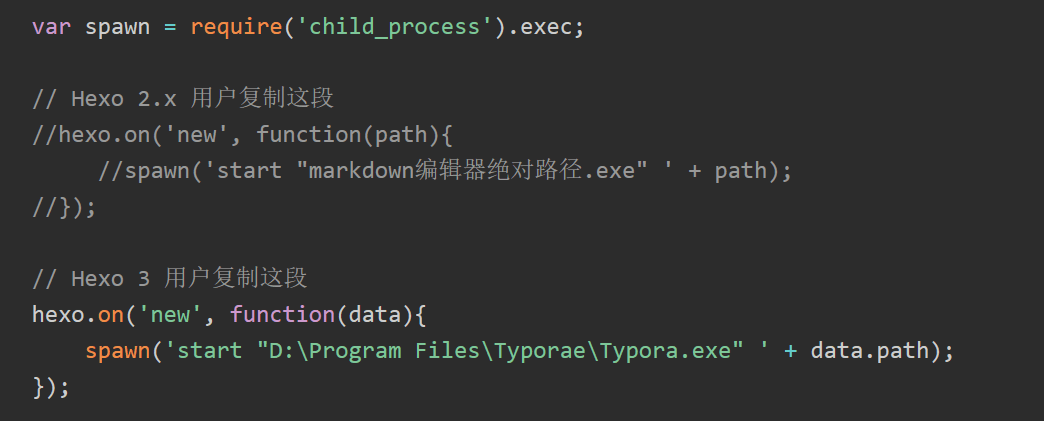 var spawn = require('child_process').exec;
// Hexo 2.x 用户复制这段
//hexo.on('new', function(path){
//spawn('start "markdown编辑器绝对路径.exe" ' + path);
//});
// Hexo 3 用户复制这段
hexo.on('new', function(data){
spawn('start "D:\Program Files\Typorae\Typora.exe" ' + data.path);
});